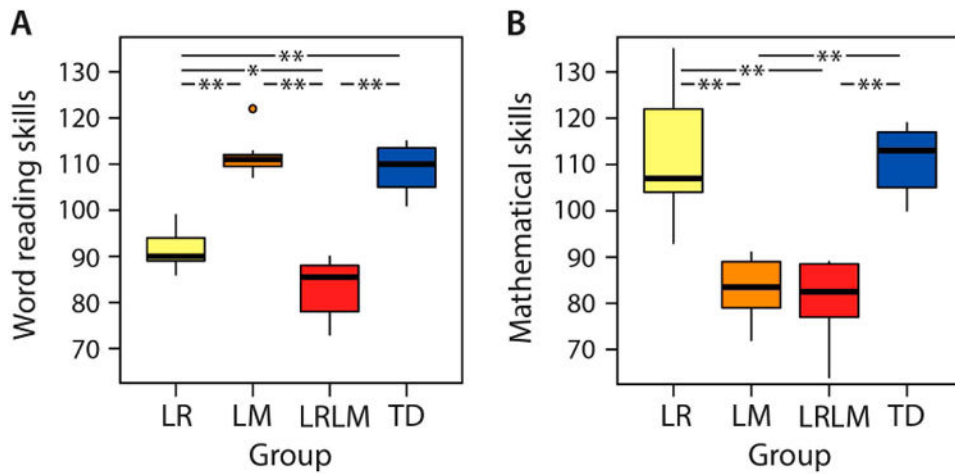 A
Word reading skills
130
120
110
100
90
80
70
**
*
** ** **
LR LM LRLM TD
Group
B
Mathematical skills
130
120
110
100
90
80
70
**
**
** **
LR LM LRLM TD
Group